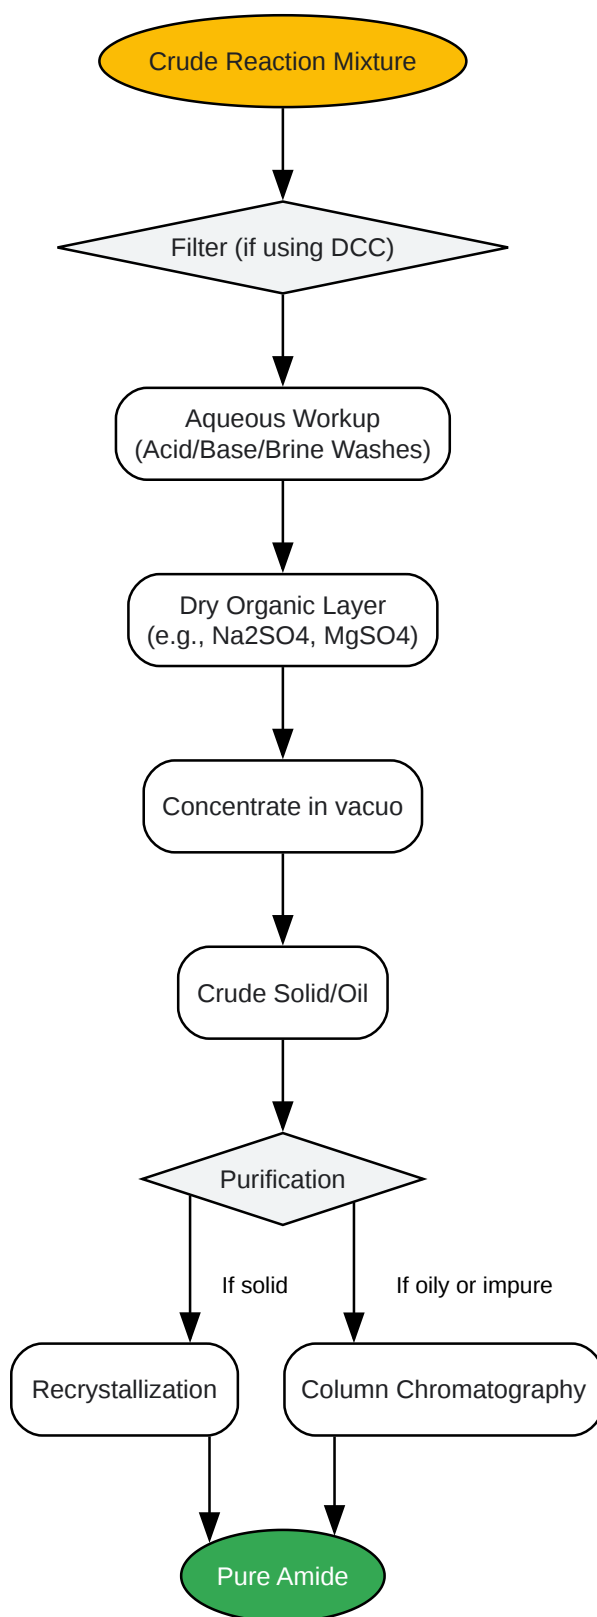 Crude Reaction Mixture
Filter (if using DCC)
Aqueous Workup
(Acid/Base/Brine Washes)
Dry Organic Layer
(e.g., Na2SO4, MgSO4)
Concentrate in vacuo
Crude Solid/Oil
Purification
If solid
If oily or impure
Recrystallization
Column Chromatography
Pure Amide